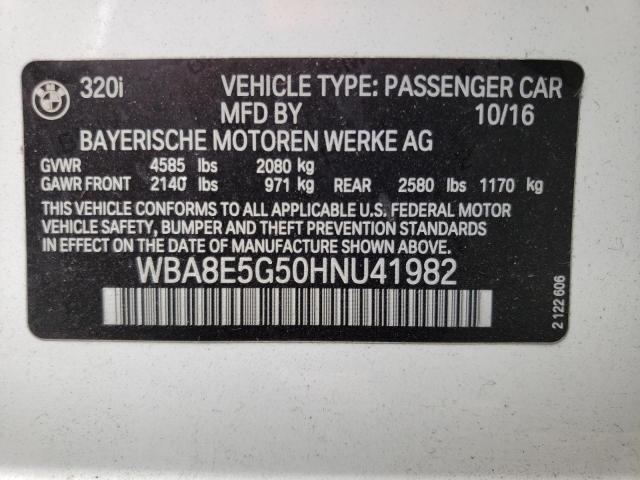 320i VEHICLE TYPE: PASSENGER CAR
MFD BY 10/16
BAYERISCHE MOTOREN WERKE AG
GVWR 4585 lbs 2080 kg
GAWR FRONT 2140 lbs 971 kg REAR 2580 lbs 1170 kg
THIS VEHICLE CONFORMS TO ALL APPLICABLE U.S. FEDERAL MOTOR
VEHICLE SAFETY, BUMPER AND THEFT PREVENTION STANDARDS
IN EFFECT ON THE DATE OF MANUFACTURE SHOWN ABOVE.
WBA8E5G50HNU41982
2 122 606